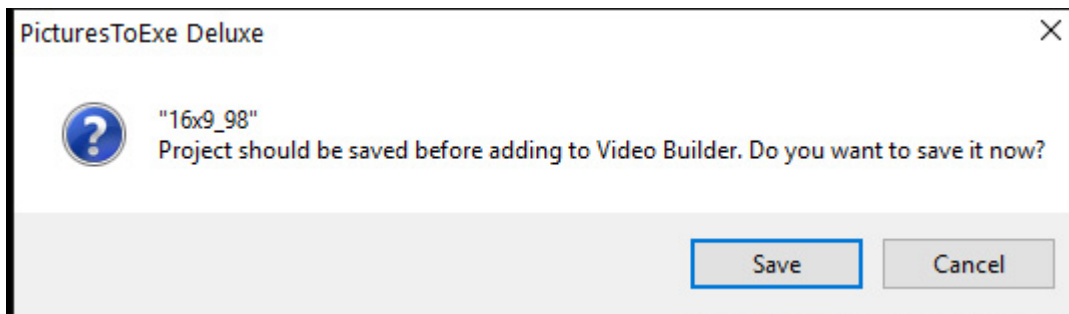 PicturesToExe Deluxe
"16x9_98"
Project should be saved before adding to Video Builder. Do you want to save it now?
Save
Cancel